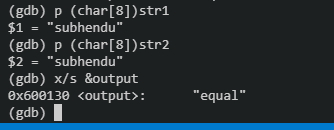 (gdb) p (char[8])str1
$1 = "subhendu"
(gdb) p (char[8])str2
$2 = "subhendu"
(gdb) x/s &output
0x600130 <output>:      "equal"
(gdb)